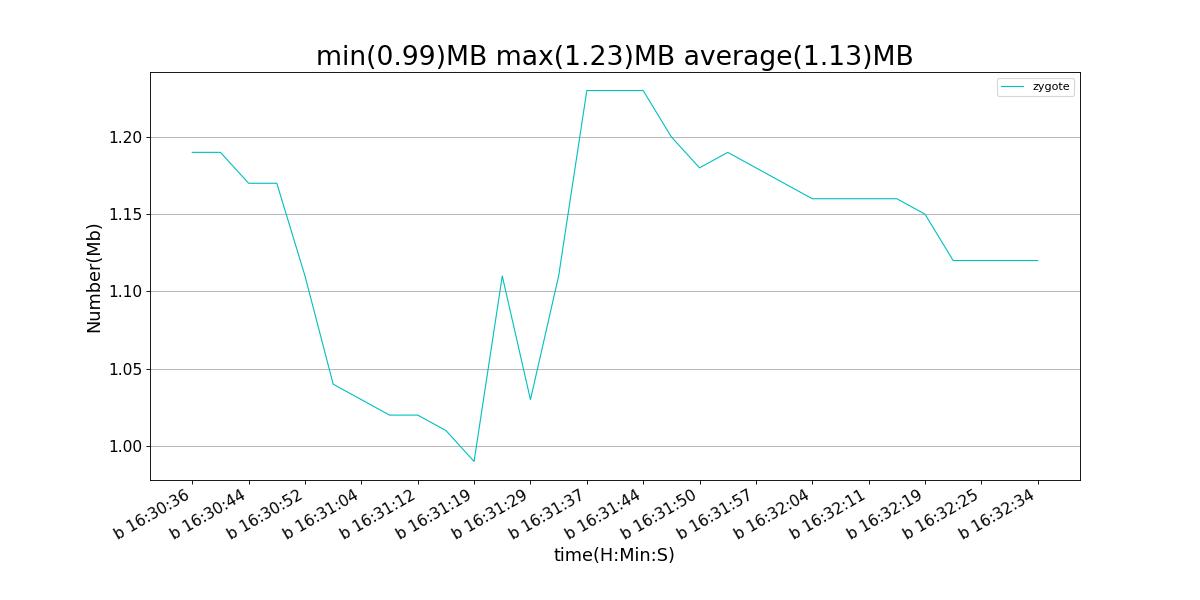 min(0.99)MB max(1.23)MB average(1.13)MB
zygote
Number(Mb)
1.20
1.15
1.10
1.05
1.00
b 16:30:36
b 16:30:44
b 16:30:52
b 16:31:04
b 16:31:12
b 16:31:19
b 16:31:29
b 16:31:37
b 16:31:44
b 16:31:50
b 16:31:57
b 16:32:04
b 16:32:11
b 16:32:19
b 16:32:25
b 16:32:34
time(H:Min:S)